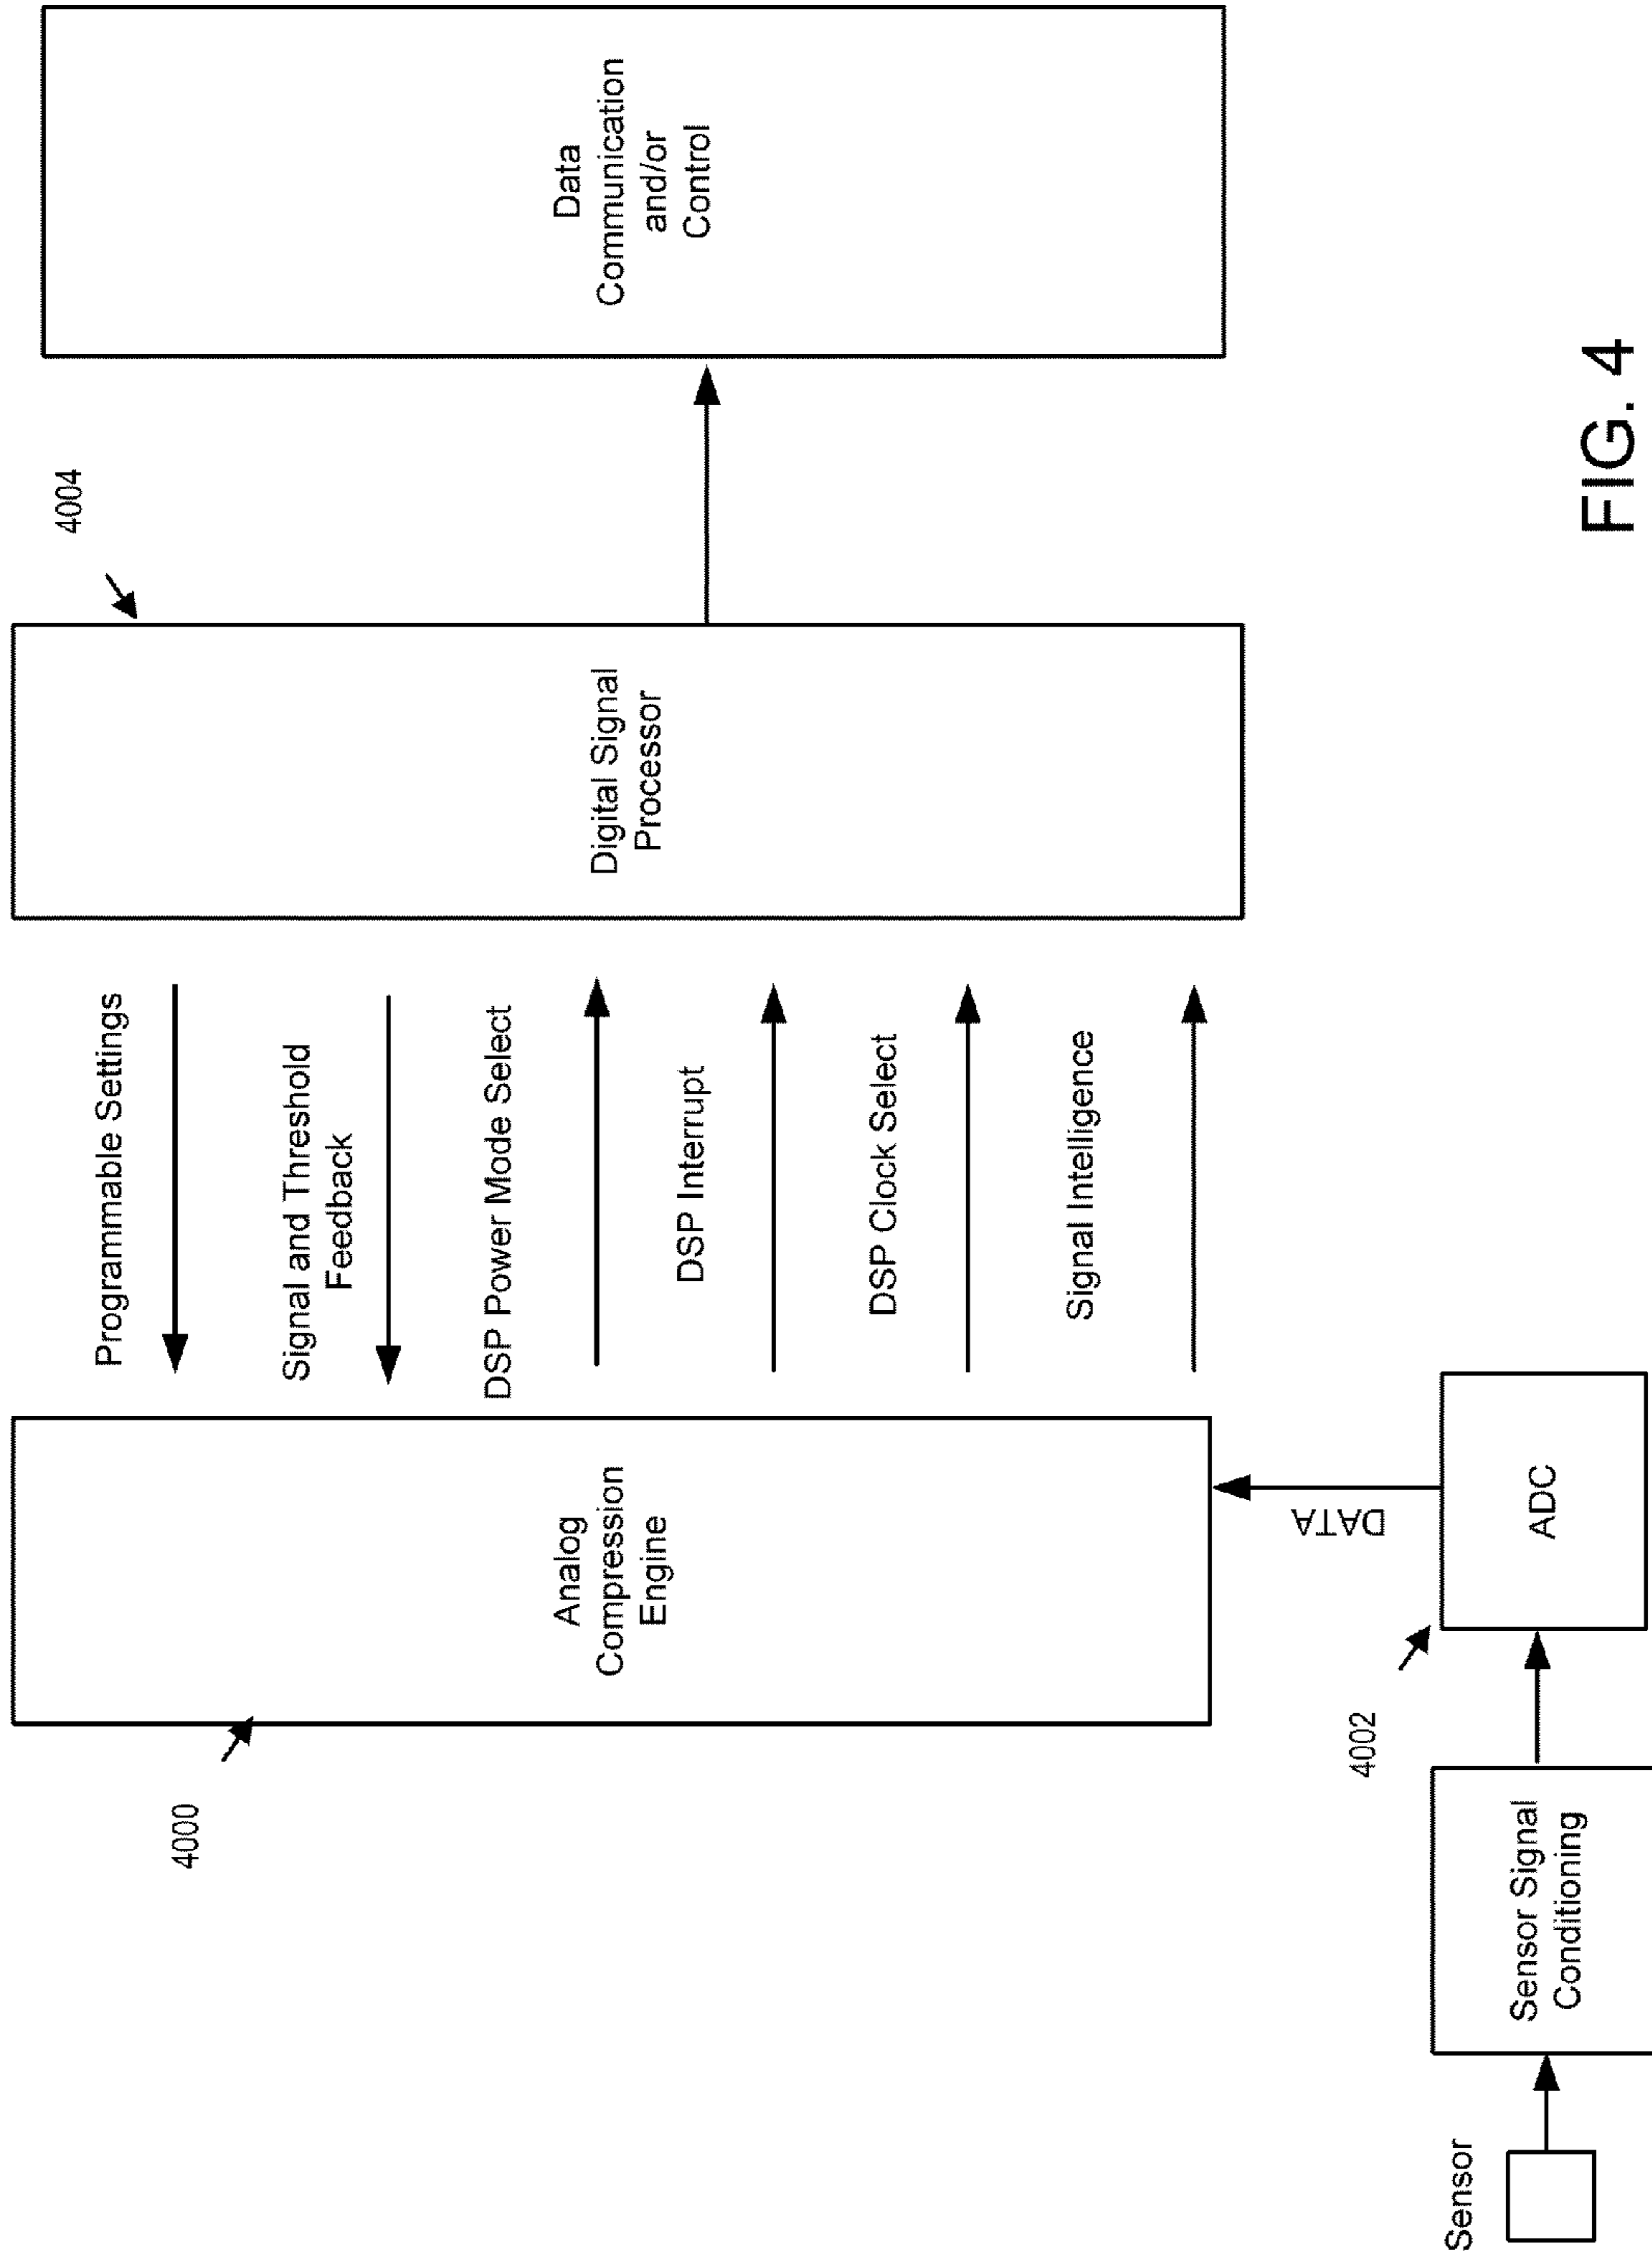 4000
Analog
Compression
Engine
Programmable Settings
Signal and Threshold
Feedback
DSP Power Mode Select
DSP Interrupt
DSP Clock Select
Signal Intelligence
4004
Digital Signal
Processor
Data
Communication
and/or
Control
Sensor
Sensor Signal
Conditioning
4002
ADC
DATA
FIG. 4